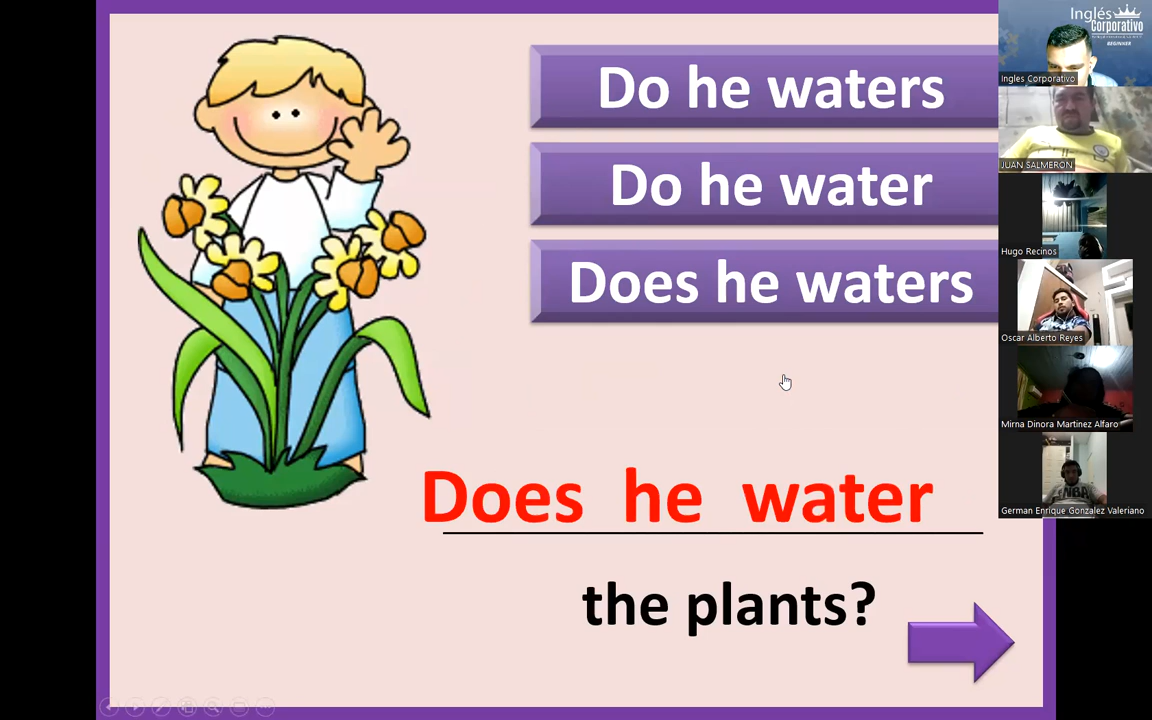 Do he waters
Do he water
Does he waters
Does he water
the plants?
Inglés
Corporativo
BEGINNER
Ingles Corporativo
JUAN SALMERON
Hugo Recinos
Oscar Alberto Reyes
Mirna Dinora Martinez Alfaro
NBA
German Enrique Gonzalez Valeriano